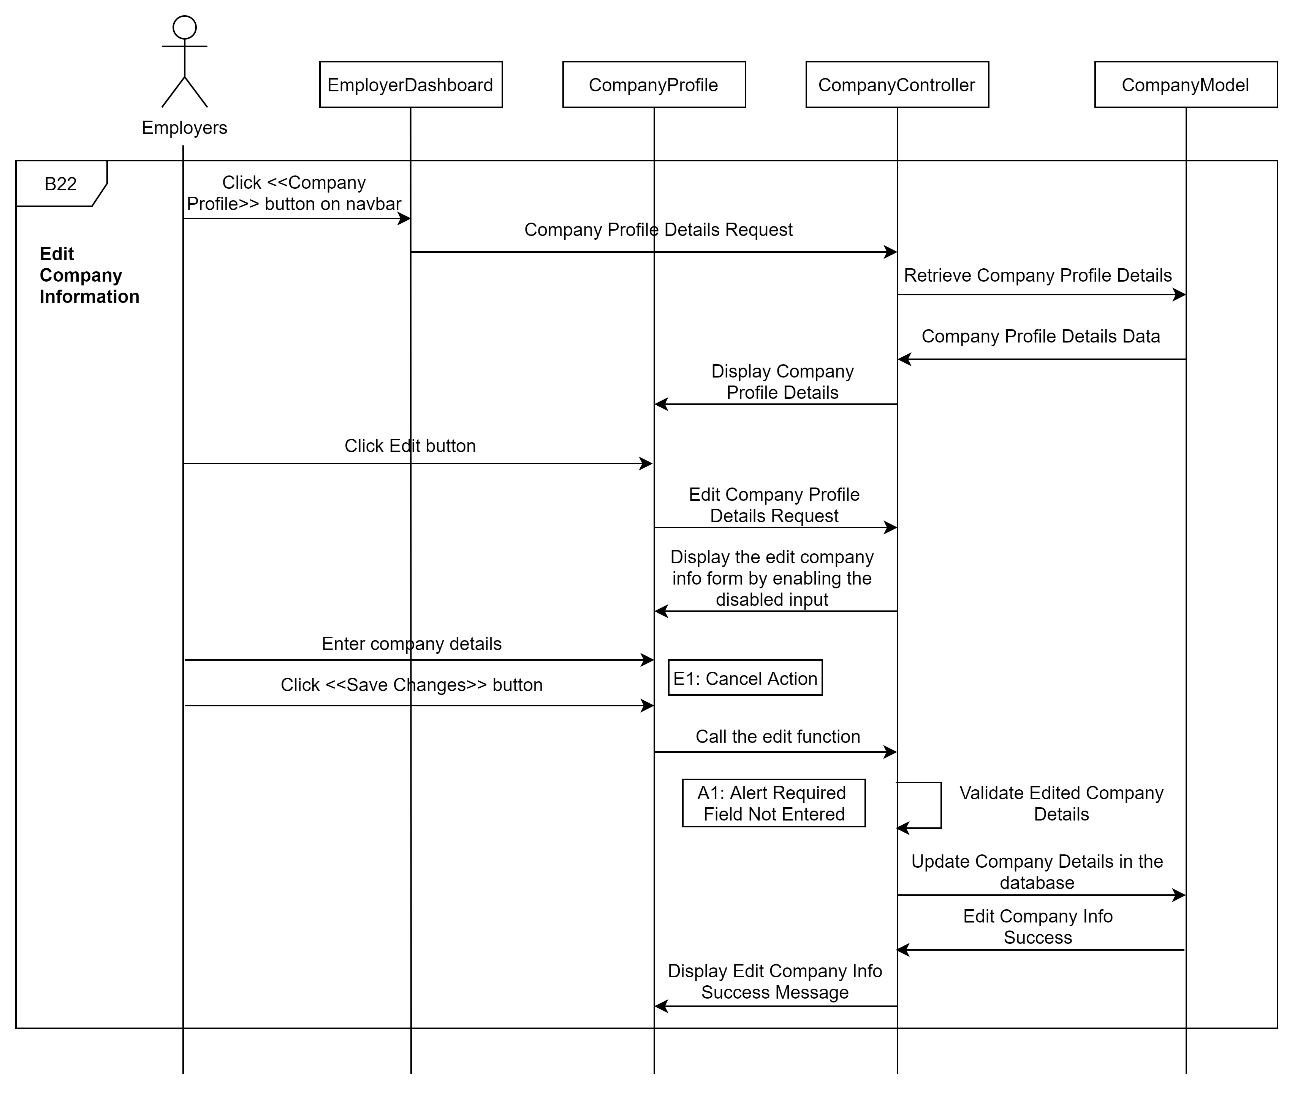 Employers
EmployerDashboard
CompanyProfile
CompanyController
CompanyModel
B22
Edit
Company
Information
Click <<Company
Profile>> button on navbar
Company Profile Details Request
Retrieve Company Profile Details
Company Profile Details Data
Display Company
Profile Details
Click Edit button
Edit Company Profile
Details Request
Display the edit company
info form by enabling the
disabled input
Enter company details
E1: Cancel Action
Click <<Save Changes>> button
Call the edit function
A1: Alert Required
Field Not Entered
Validate Edited Company
Details
Update Company Details in the
database
Edit Company Info
Success
Display Edit Company Info
Success Message